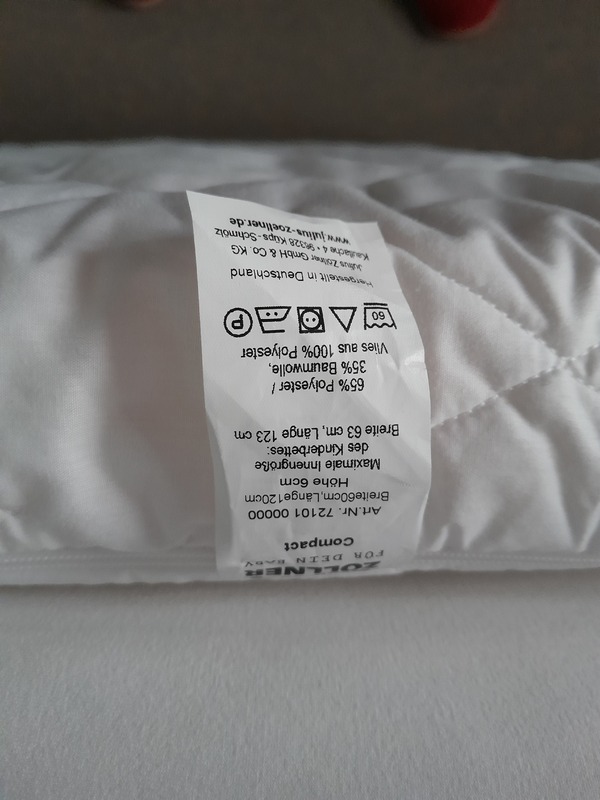 ZÖLLNER
FÜR DEIN BABY
Compact
Art.Nr. 72101 00000
Breite60cm,Länge120cm
Höhe 6cm
Maximale Innengröße
des Kinderbettes:
Breite 63 cm, Länge 123 cm
65% Polyester /
35% Baumwolle,
Vlies aus 100% Polyester
60
P
Hergestellt in Deutschland
Julius Zöllner GmbH & Co. KG
Kaullache 4 • 96328 Küps-Schmölz
www.julius-zoellner.de